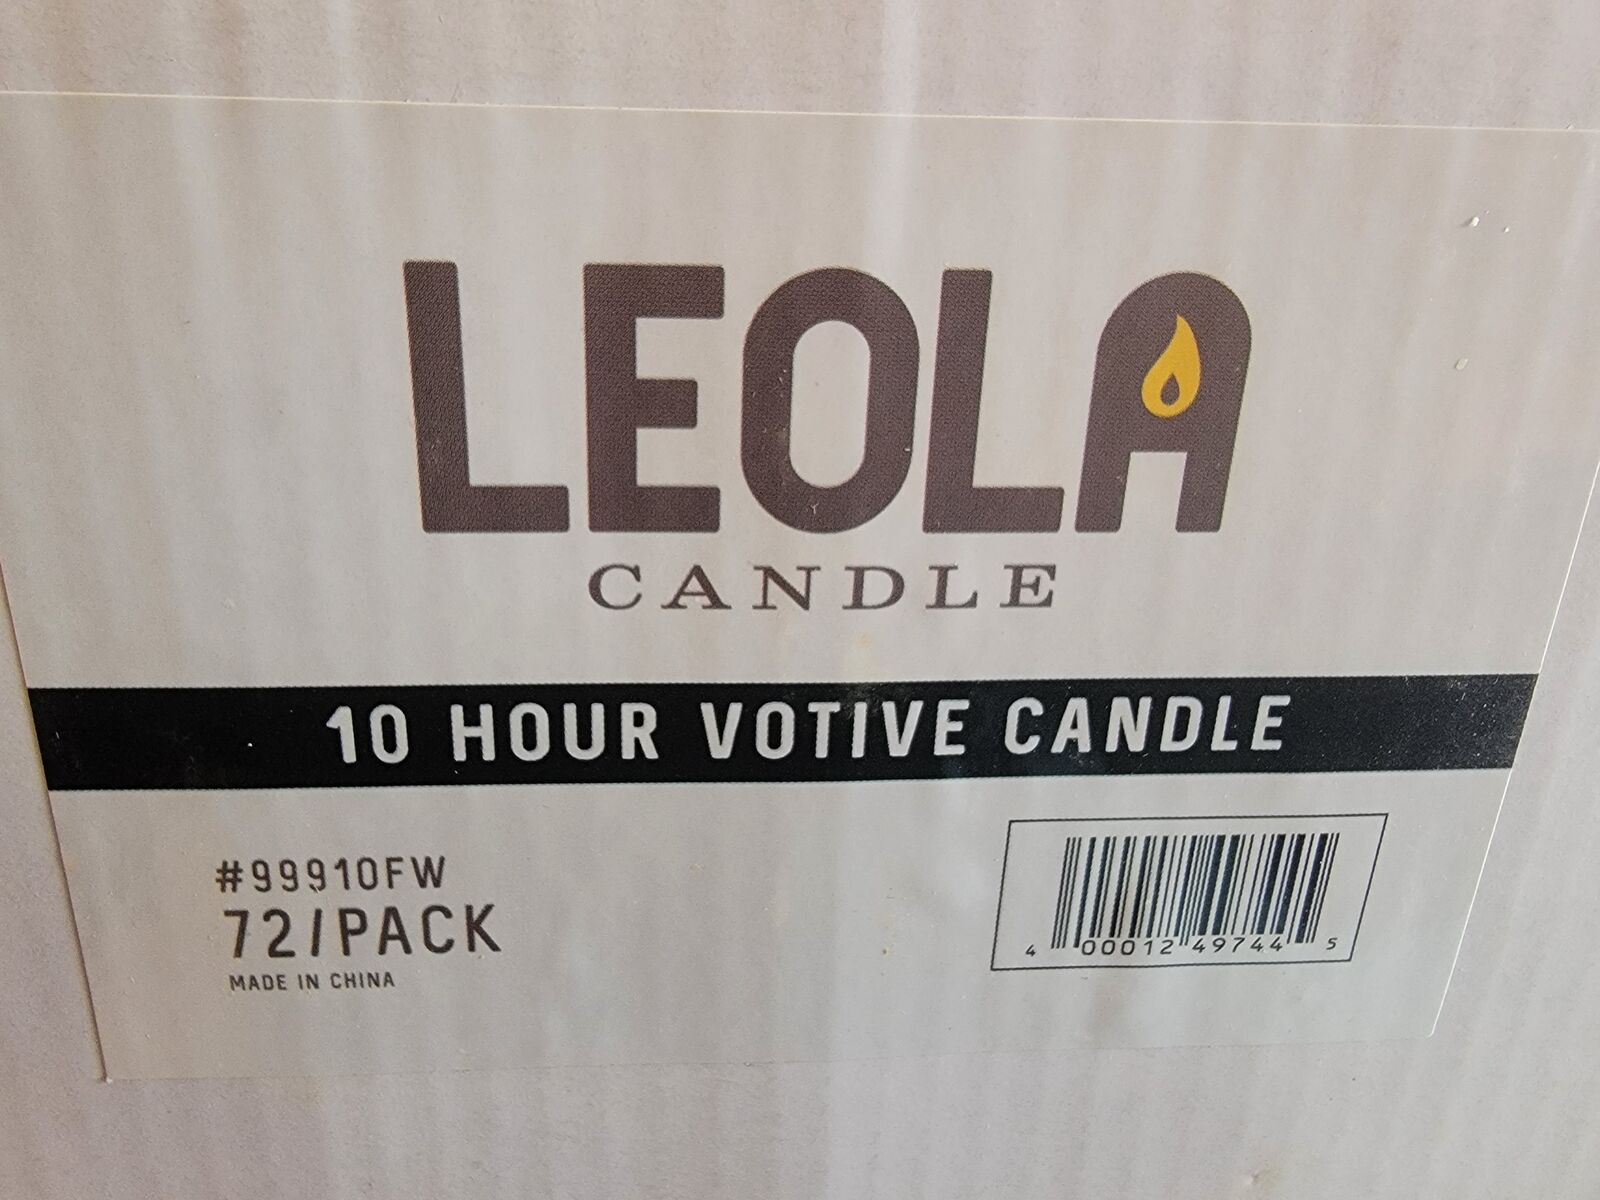 LEOLA
CANDLE
10 HOUR VOTIVE CANDLE
#99910FW
72/PACK
MADE IN CHINA
4 00012 49744 5